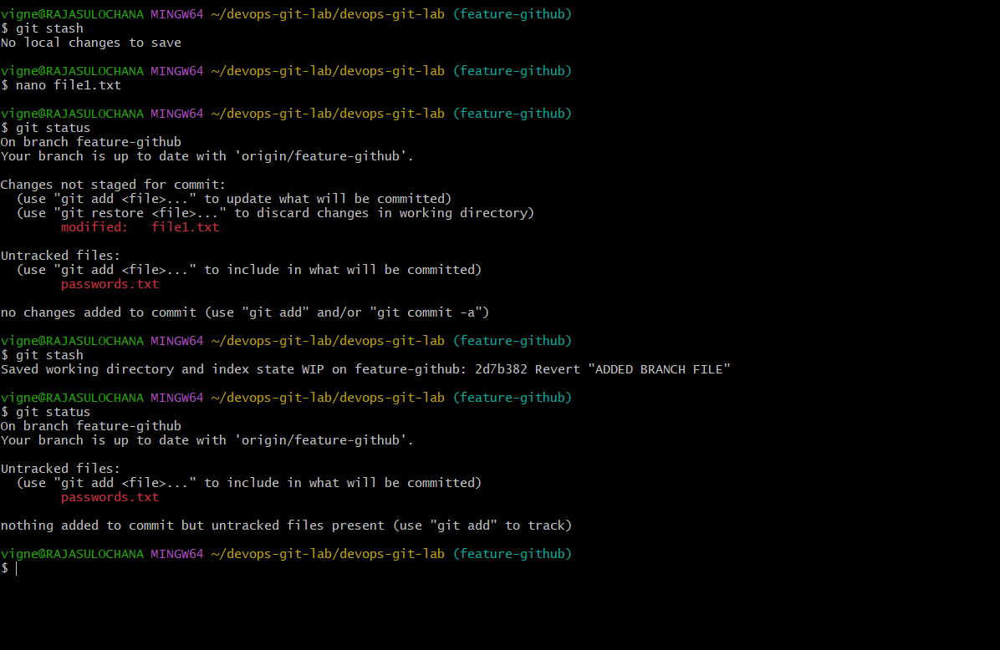 vigne@RAJASULOCHANA MINGW64 ~/devops-git-lab/devops-git-lab (feature-github)
$ git stash
No local changes to save
vigne@RAJASULOCHANA MINGW64 ~/devops-git-lab/devops-git-lab (feature-github)
$ nano file1.txt
vigne@RAJASULOCHANA MINGW64 ~/devops-git-lab/devops-git-lab (feature-github)
$ git status
On branch feature-github
Your branch is up to date with 'origin/feature-github'.
Changes not staged for commit:
  (use "git add <file>..." to update what will be committed)
  (use "git restore <file>..." to discard changes in working directory)
        modified:   file1.txt
Untracked files:
  (use "git add <file>..." to include in what will be committed)
        passwords.txt
no changes added to commit (use "git add" and/or "git commit -a")
vigne@RAJASULOCHANA MINGW64 ~/devops-git-lab/devops-git-lab (feature-github)
$ git stash
Saved working directory and index state WIP on feature-github: 2d7b382 Revert "ADDED BRANCH FILE"
vigne@RAJASULOCHANA MINGW64 ~/devops-git-lab/devops-git-lab (feature-github)
$ git status
On branch feature-github
Your branch is up to date with 'origin/feature-github'.
Untracked files:
  (use "git add <file>..." to include in what will be committed)
        passwords.txt
nothing added to commit but untracked files present (use "git add" to track)
vigne@RAJASULOCHANA MINGW64 ~/devops-git-lab/devops-git-lab (feature-github)
$